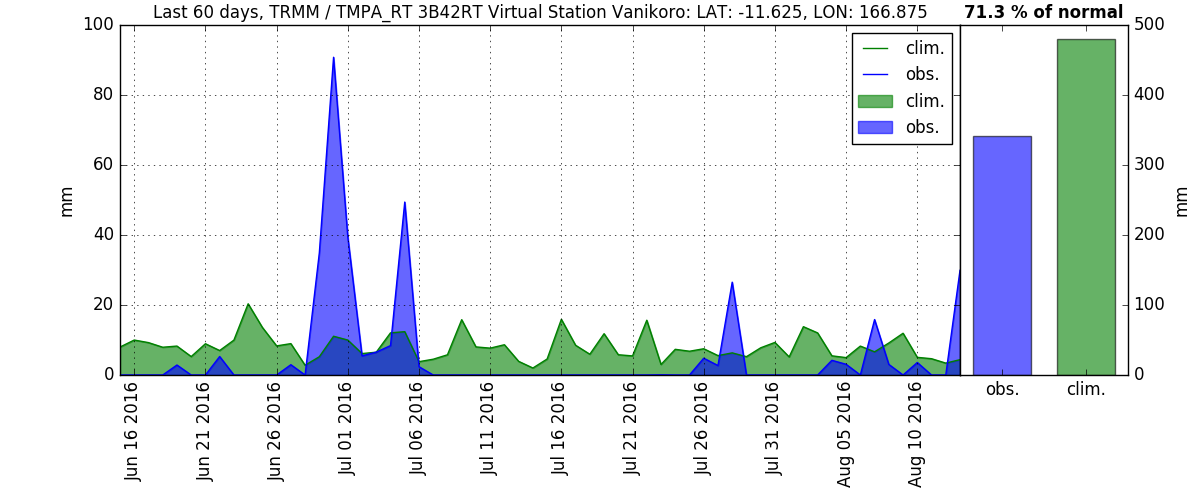 Last 60 days, TRMM / TMPA_RT 3B42RT Virtual Station Vanikoro: LAT: -11.625, LON: 166.875
71.3 % of normal
100
80
60
40
20
0
mm
clim.
obs.
clim.
obs.
Jun 16 2016
Jun 21 2016
Jun 26 2016
Jul 01 2016
Jul 06 2016
Jul 11 2016
Jul 16 2016
Jul 21 2016
Jul 26 2016
Jul 31 2016
Aug 05 2016
Aug 10 2016
500
400
300
200
100
0
mm
obs.
clim.